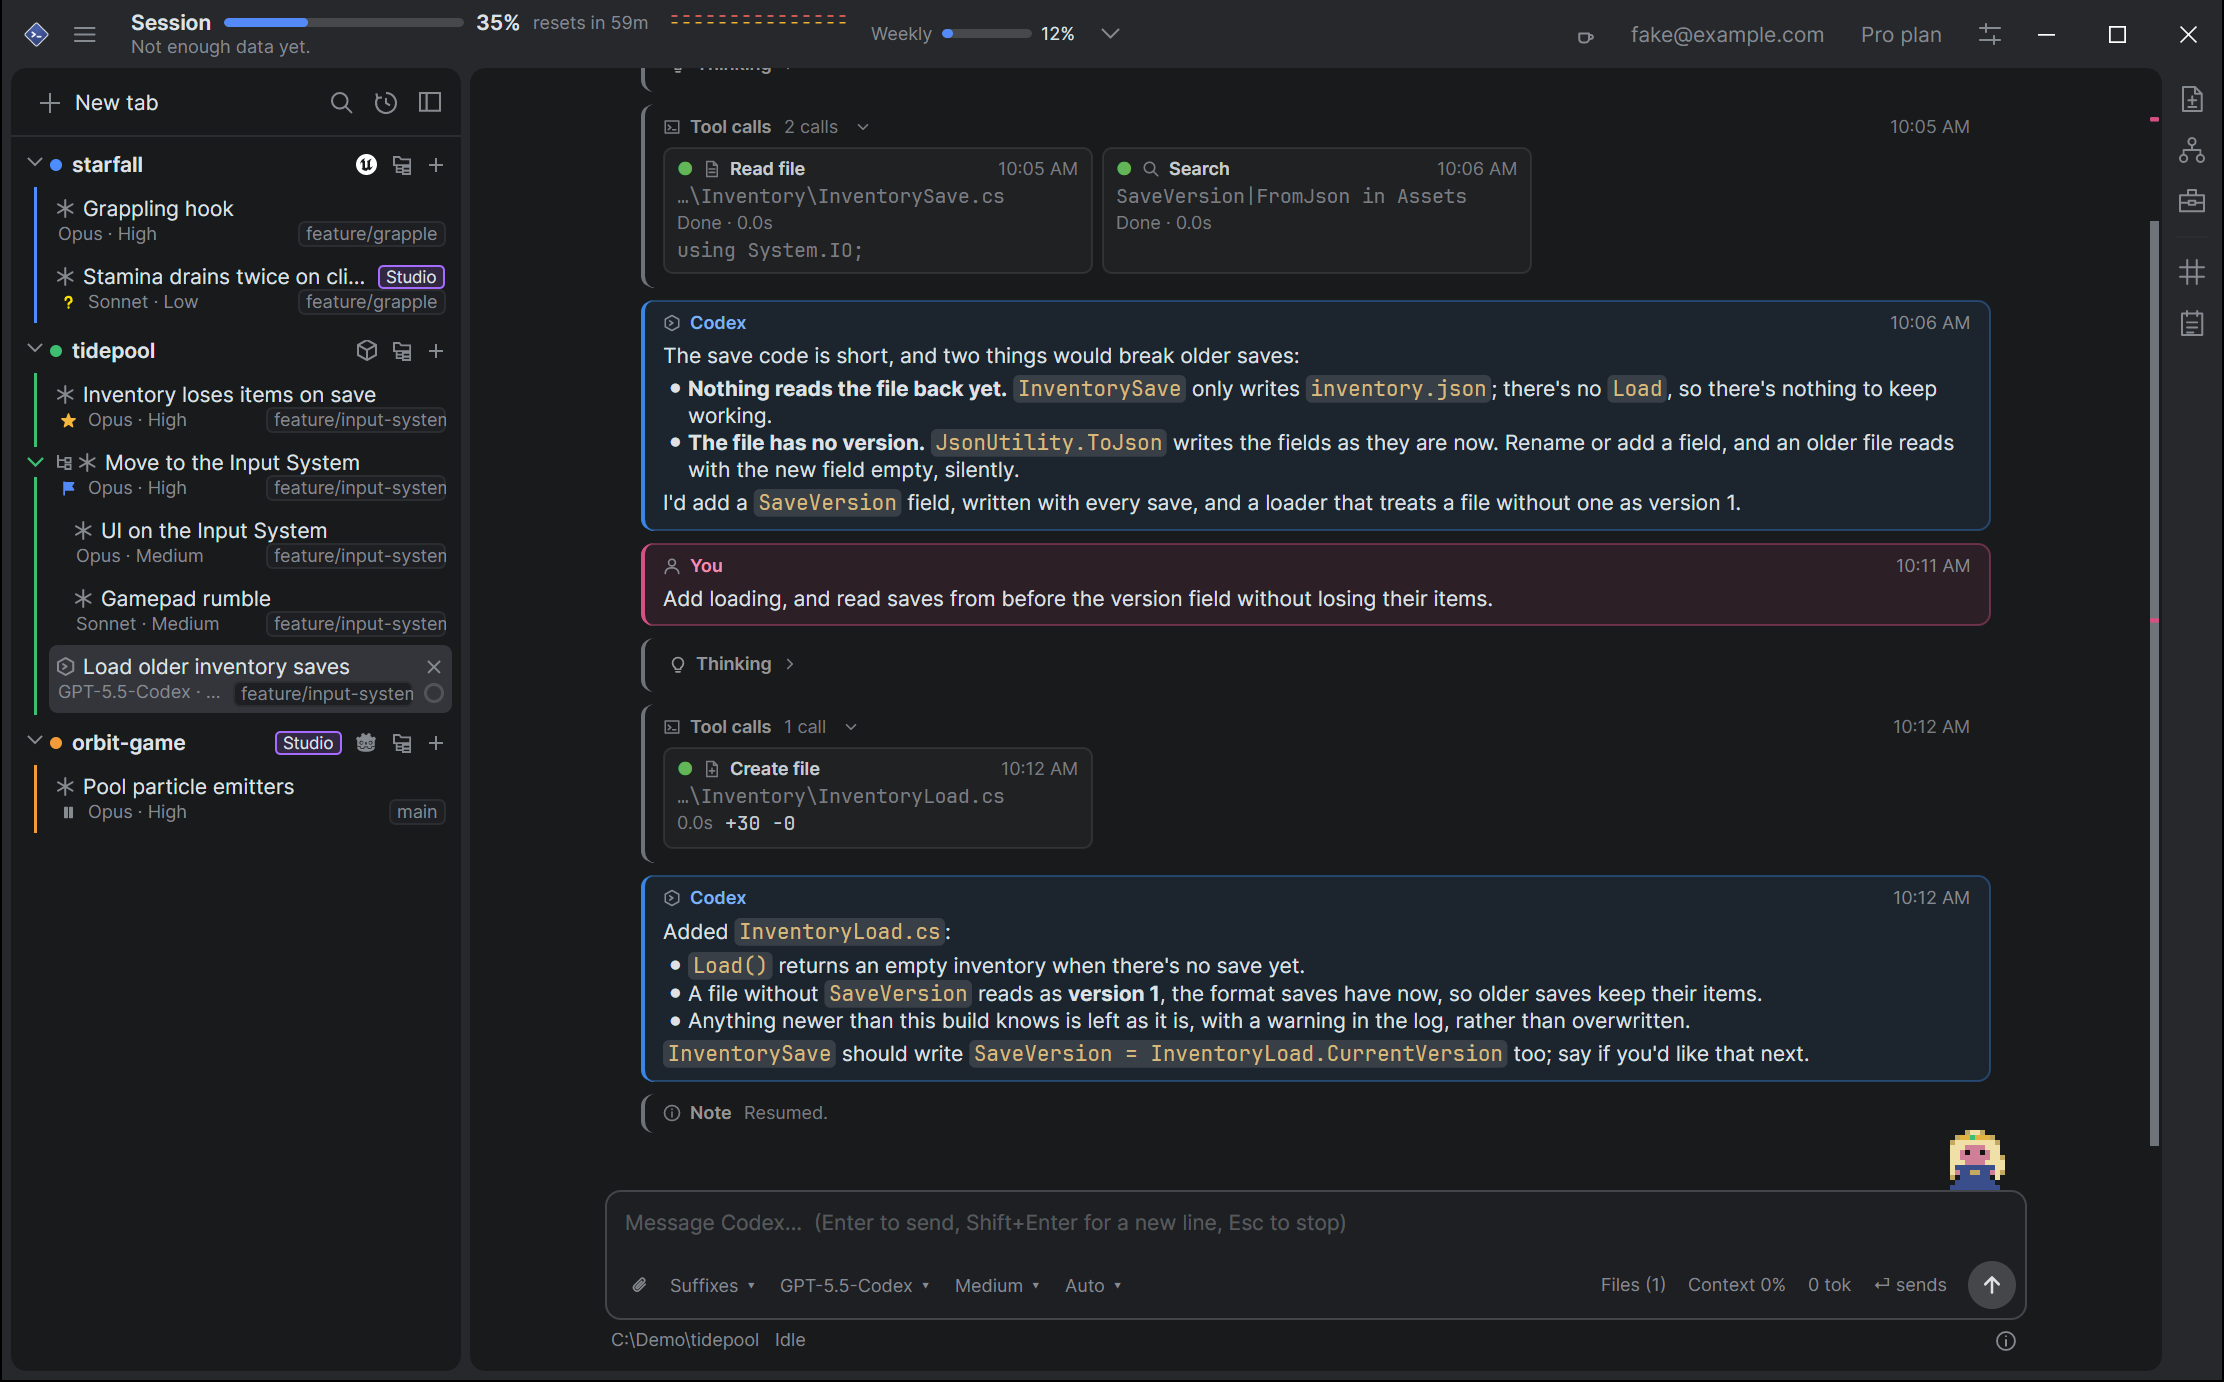 Session 35% resets in 59m
Not enough data yet.
Weekly 12%
fake@example.com Pro plan
New tab
starfall
Grappling hook
Opus · High feature/grapple
Stamina drains twice on cli... Studio
? Sonnet · Low feature/grapple
tidepool
Inventory loses items on save
Opus · High feature/input-system
Move to the Input System
Opus · High feature/input-system
UI on the Input System
Opus · Medium feature/input-system
Gamepad rumble
Sonnet · Medium feature/input-system
Load older inventory saves
GPT-5.5-Codex · ... feature/input-system
orbit-game Studio
Pool particle emitters
Opus · High main
Thinking
Tool calls 2 calls 10:05 AM
Read file 10:05 AM
…\Inventory\InventorySave.cs
Done · 0.0s
using System.IO;
Search 10:06 AM
SaveVersion|FromJson in Assets
Done · 0.0s
Codex 10:06 AM
The save code is short, and two things would break older saves:
• Nothing reads the file back yet. InventorySave only writes inventory.json; there's no Load, so there's nothing to keep
working.
• The file has no version. JsonUtility.ToJson writes the fields as they are now. Rename or add a field, and an older file reads
with the new field empty, silently.
I'd add a SaveVersion field, written with every save, and a loader that treats a file without one as version 1.
You 10:11 AM
Add loading, and read saves from before the version field without losing their items.
Thinking
Tool calls 1 call 10:12 AM
Create file 10:12 AM
…\Inventory\InventoryLoad.cs
0.0s +30 -0
Codex 10:12 AM
Added InventoryLoad.cs:
• Load() returns an empty inventory when there's no save yet.
• A file without SaveVersion reads as version 1, the format saves have now, so older saves keep their items.
• Anything newer than this build knows is left as it is, with a warning in the log, rather than overwritten.
InventorySave should write SaveVersion = InventoryLoad.CurrentVersion too; say if you'd like that next.
Note Resumed.
Message Codex... (Enter to send, Shift+Enter for a new line, Esc to stop)
Suffixes GPT-5.5-Codex Medium Auto Files (1) Context 0% 0 tok sends
C:\Demo\tidepool Idle